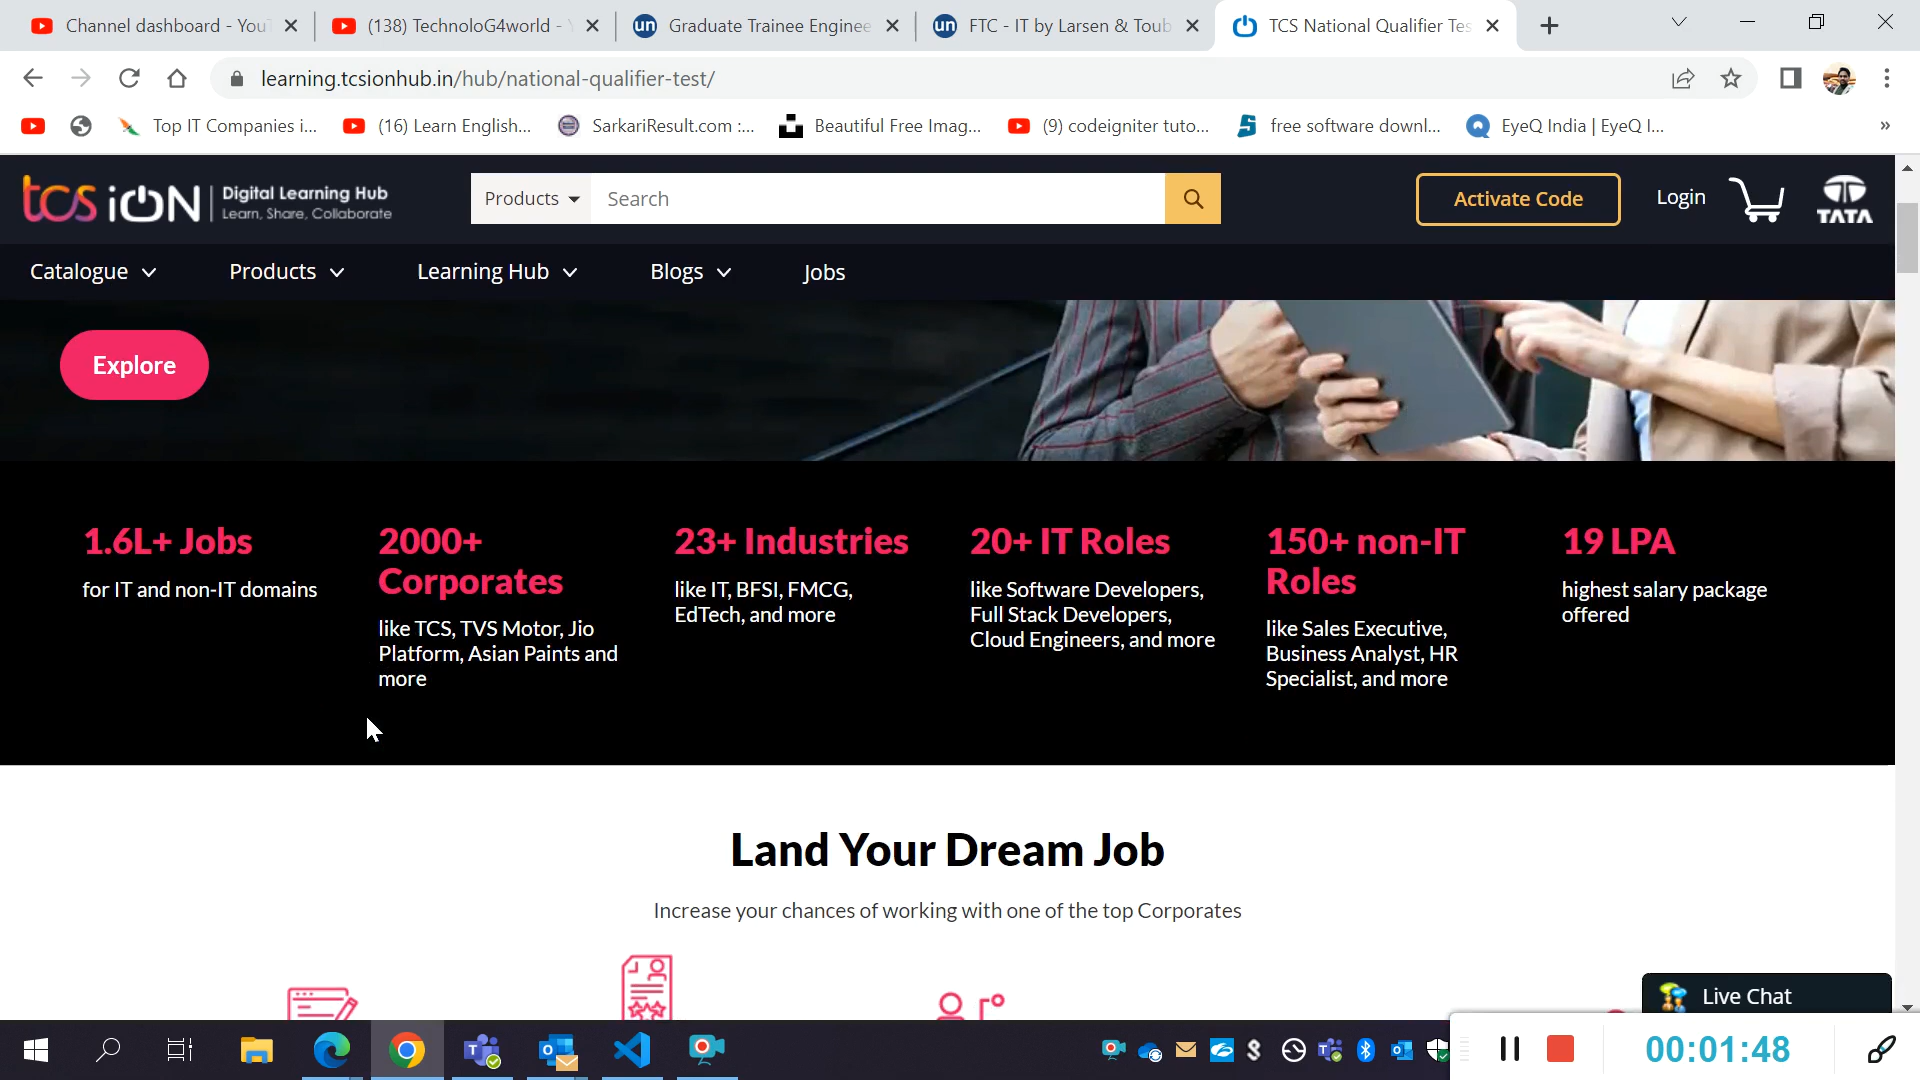 Channel dashboard - You
(138) TechnoloG4world - Y
un
Graduate Trainee Enginee
un
FTC - IT by Larsen & Toub
TCS National Qualifier Tes
learning.tcsionhub.in/hub/national-qualifier-test/
Top IT Companies i...
(16) Learn English...
SarkariResult.com :...
Beautiful Free Imag...
(9) codeigniter tuto...
free software downl...
EyeQ India | EyeQ I...
»
tcs iON | Digital Learning Hub
Learn, Share, Collaborate
Products
Search
Activate Code
Login
TATA
Catalogue
Products
Learning Hub
Blogs
Jobs
Explore
1.6L+ Jobs
for IT and non-IT domains
2000+
Corporates
like TCS, TVS Motor, Jio
Platform, Asian Paints and
more
23+ Industries
like IT, BFSI, FMCG,
EdTech, and more
20+ IT Roles
like Software Developers,
Full Stack Developers,
Cloud Engineers, and more
150+ non-IT
Roles
like Sales Executive,
Business Analyst, HR
Specialist, and more
19 LPA
highest salary package
offered
Land Your Dream Job
Increase your chances of working with one of the top Corporates
Live Chat
00:01:48